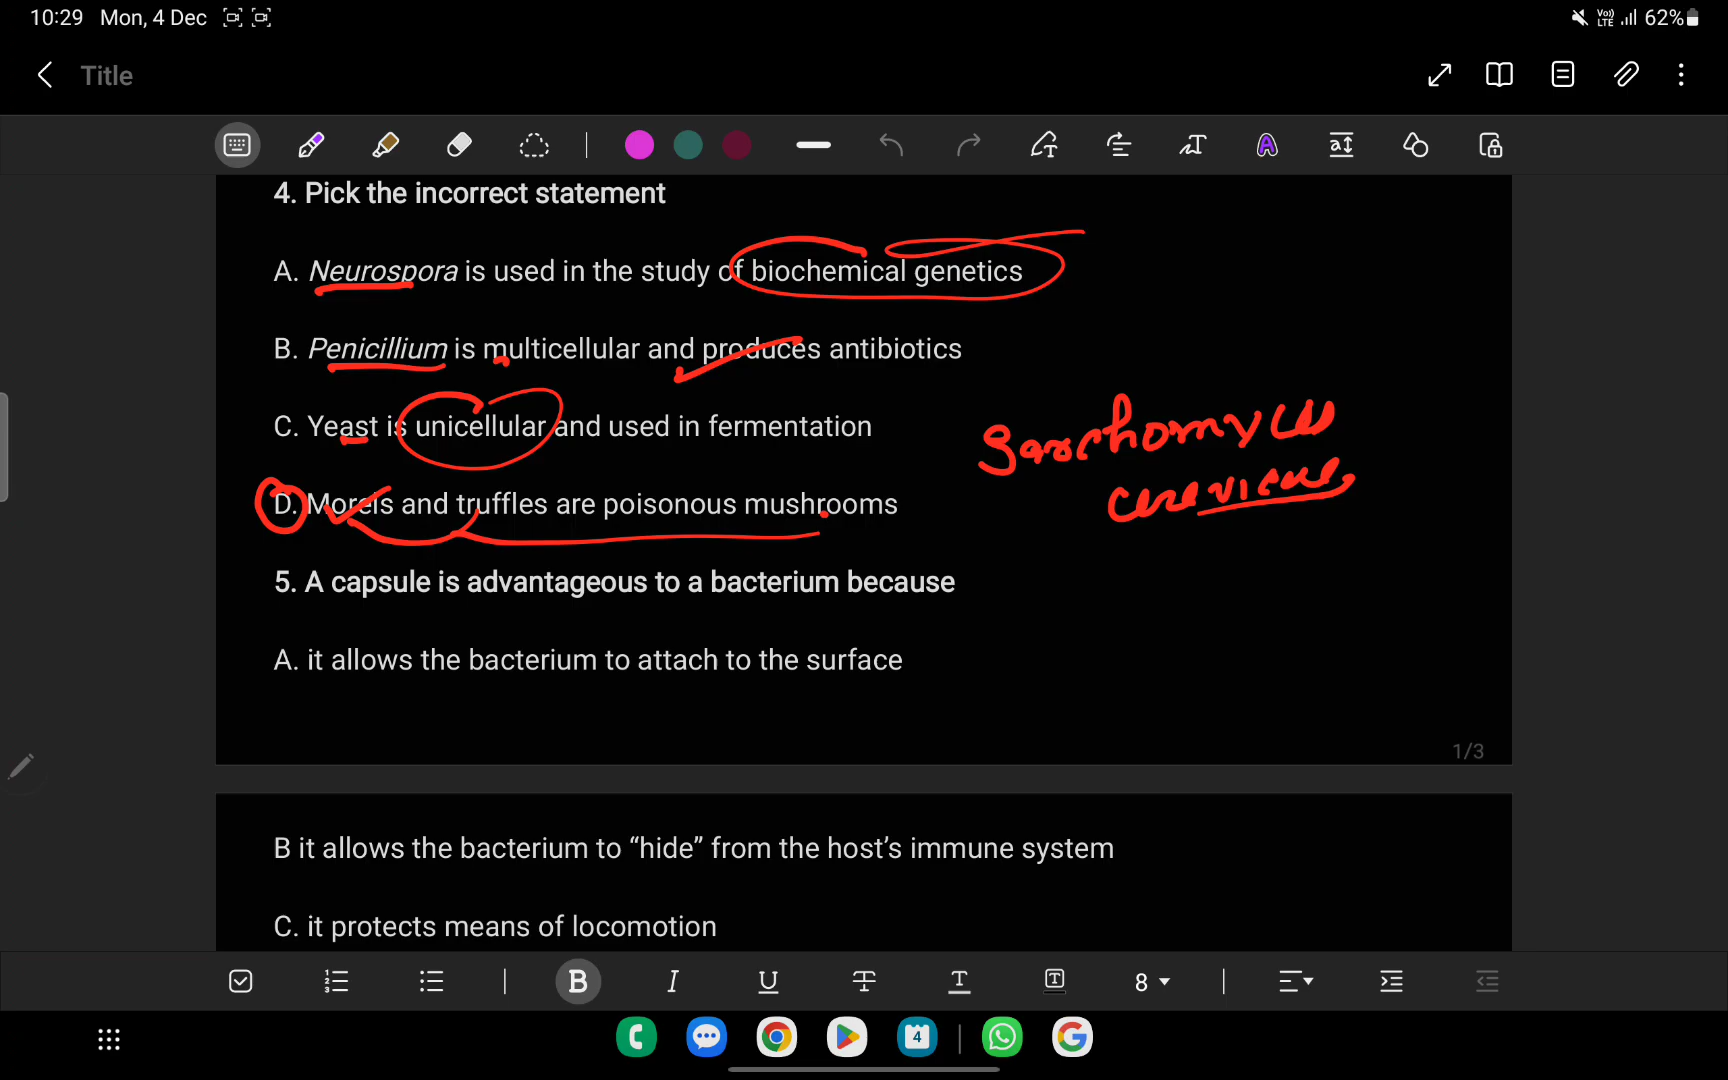 10:29 Mon, 4 Dec
Vo)) LTE 62%
Title
4. Pick the incorrect statement
A. Neurospora is used in the study of biochemical genetics
B. Penicillium is multicellular and produces antibiotics
C. Yeast is unicellular and used in fermentation
D. Morels and truffles are poisonous mushrooms
5. A capsule is advantageous to a bacterium because
A. it allows the bacterium to attach to the surface
1/3
B it allows the bacterium to “hide” from the host’s immune system
C. it protects means of locomotion
B I U T T T 8
4